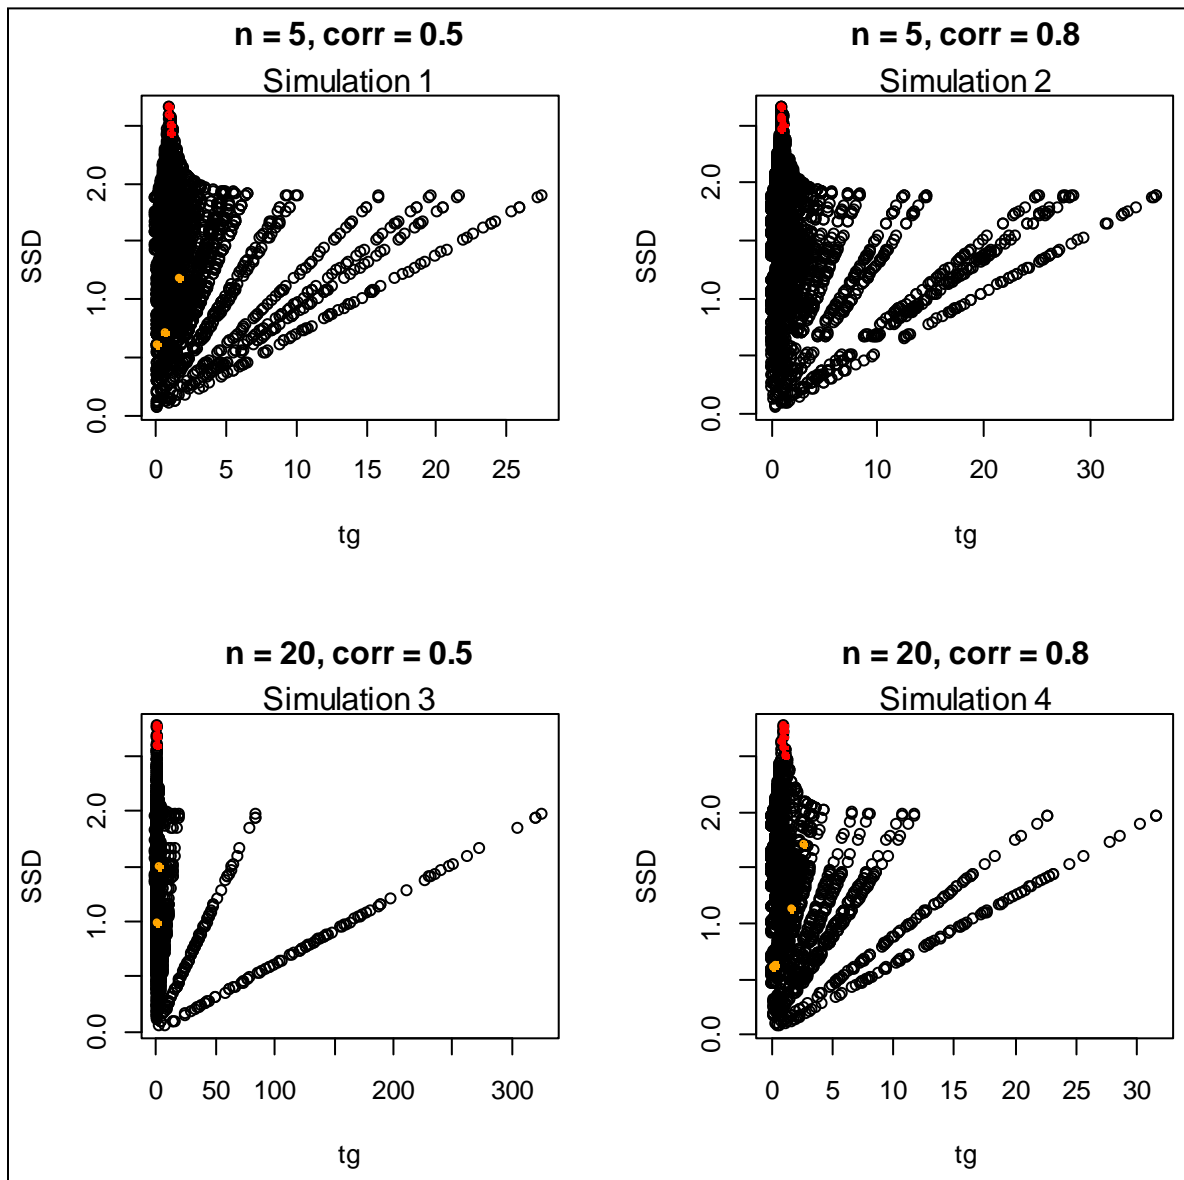 n = 5, corr = 0.5
Simulation 1
SSD
0.0 1.0 2.0
0 5 10 15 20 25
tg
n = 5, corr = 0.8
Simulation 2
SSD
0.0 1.0 2.0
0 10 20 30
tg
n = 20, corr = 0.5
Simulation 3
SSD
0.0 1.0 2.0
0 50 100 200 300
tg
n = 20, corr = 0.8
Simulation 4
SSD
0.0 1.0 2.0
0 5 10 15 20 25 30
tg